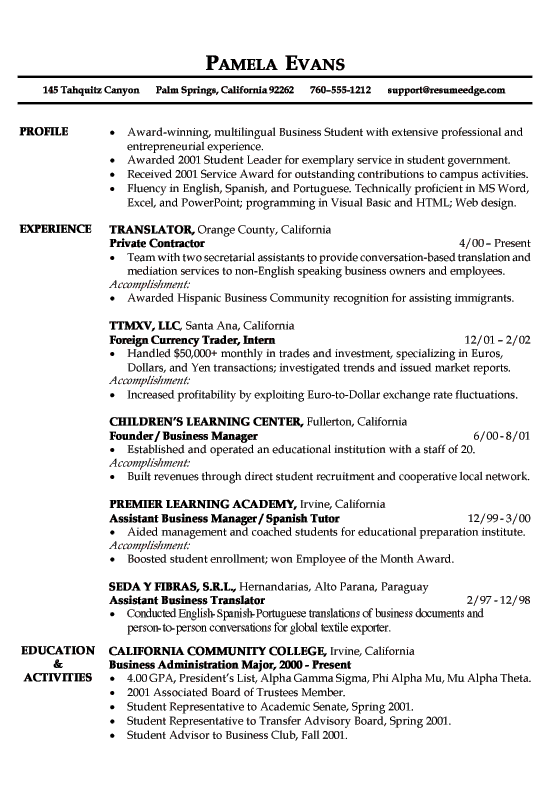 PAMELA EVANS
145 Tahquitz Canyon Palm Springs, California 92262 760–555-1212 support@resumeedge.com
PROFILE
• Award-winning, multilingual Business Student with extensive professional and
entrepreneurial experience.
• Awarded 2001 Student Leader for exemplary service in student government.
• Received 2001 Service Award for outstanding contributions to campus activities.
• Fluency in English, Spanish, and Portuguese. Technically proficient in MS Word,
Excel, and PowerPoint; programming in Visual Basic and HTML; Web design.
EXPERIENCE
TRANSLATOR, Orange County, California
Private Contractor 4/00 – Present
• Team with two secretarial assistants to provide conversation-based translation and
mediation services to non-English speaking business owners and employees.
Accomplishment:
• Awarded Hispanic Business Community recognition for assisting immigrants.
TTMXV, LLC, Santa Ana, California
Foreign Currency Trader, Intern 12/01 – 2/02
• Handled $50,000+ monthly in trades and investment, specializing in Euros,
Dollars, and Yen transactions; investigated trends and issued market reports.
Accomplishment:
• Increased profitability by exploiting Euro-to-Dollar exchange rate fluctuations.
CHILDREN'S LEARNING CENTER, Fullerton, California
Founder / Business Manager 6/00 - 8/01
• Established and operated an educational institution with a staff of 20.
Accomplishment:
• Built revenues through direct student recruitment and cooperative local network.
PREMIER LEARNING ACADEMY, Irvine, California
Assistant Business Manager / Spanish Tutor 12/99 - 3/00
• Aided management and coached students for educational preparation institute.
Accomplishment:
• Boosted student enrollment; won Employee of the Month Award.
SEDA Y FIBRAS, S.R.L., Hernandarias, Alto Parana, Paraguay
Assistant Business Translator 2/97 - 12/98
• Conducted English-Spanish-Portuguese translations of business documents and
person-to-person conversations for global textile exporter.
EDUCATION
&
ACTIVITIES
CALIFORNIA COMMUNITY COLLEGE, Irvine, California
Business Administration Major, 2000 - Present
• 4.00 GPA, President's List, Alpha Gamma Sigma, Phi Alpha Mu, Mu Alpha Theta.
• 2001 Associated Board of Trustees Member.
• Student Representative to Academic Senate, Spring 2001.
• Student Representative to Transfer Advisory Board, Spring 2001.
• Student Advisor to Business Club, Fall 2001.